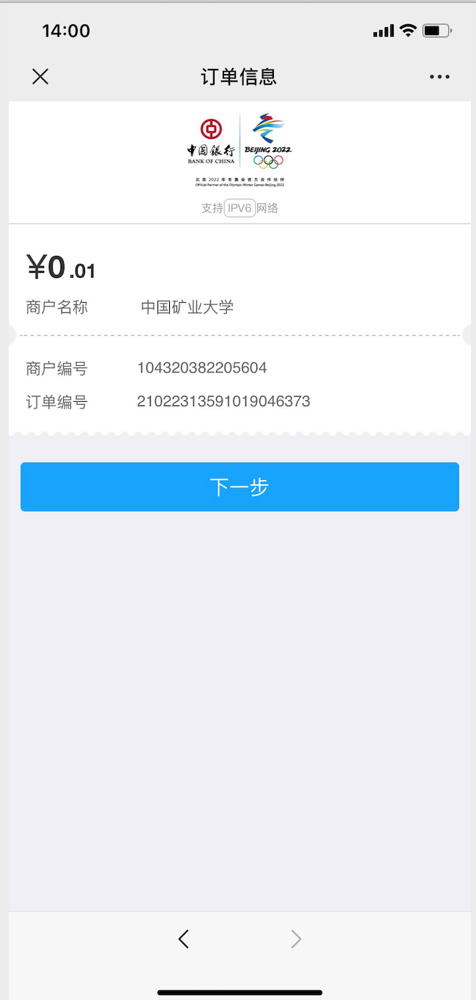 14:00
订单信息
中国银行
BANK OF CHINA
BEIJING 2022
北京2022年冬奥会官方合作伙伴
Official Partner of the Olympic Winter Games Beijing 2022
支持IPV6网络
¥0.01
商户名称 中国矿业大学
商户编号 104320382205604
订单编号 21022313591019046373
下一步